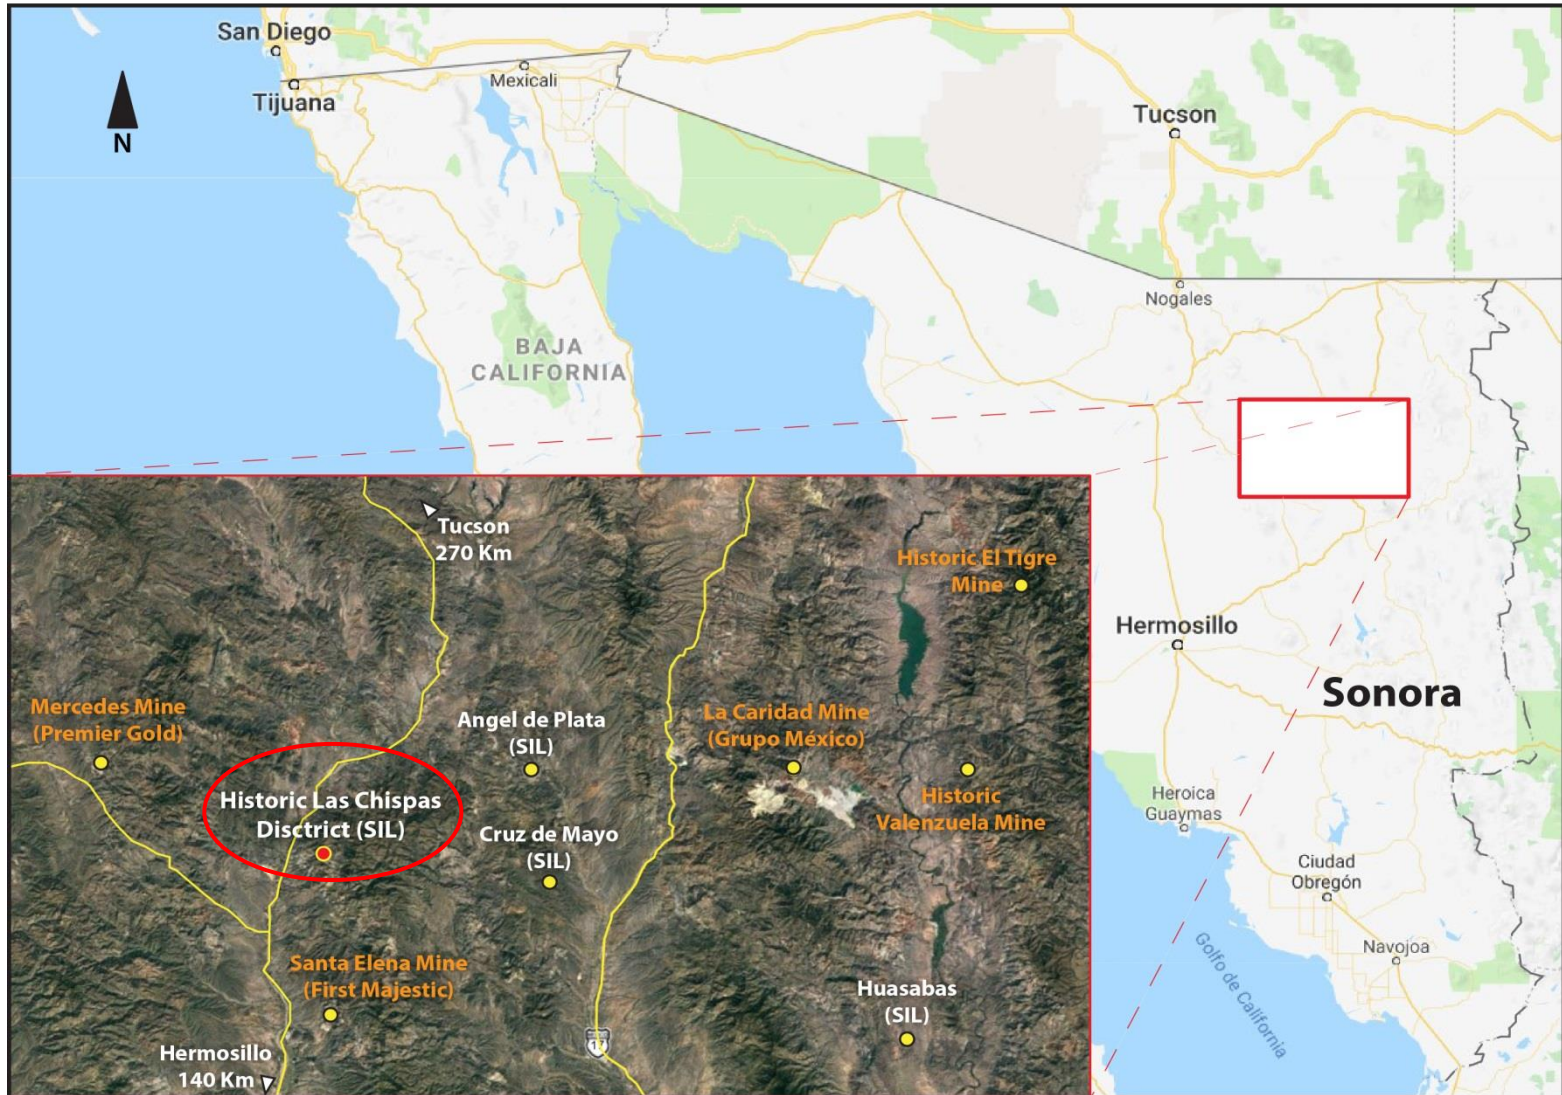 San Diego
Tijuana
Mexicali
N
Tucson
Nogales
BAJA
CALIFORNIA
Hermosillo
Sonora
Heroica
Guaymas
Ciudad
Obregón
Navojoa
Golfo de California
Tucson
270 Km
Historic El Tigre
Mine
Mercedes Mine
(Premier Gold)
Angel de Plata
(SIL)
La Caridad Mine
(Grupo México)
Historic Las Chispas
Disctrict (SIL)
Cruz de Mayo
(SIL)
Historic
Valenzuela Mine
Santa Elena Mine
(First Majestic)
Huasabas
(SIL)
17
Hermosillo
140 Km